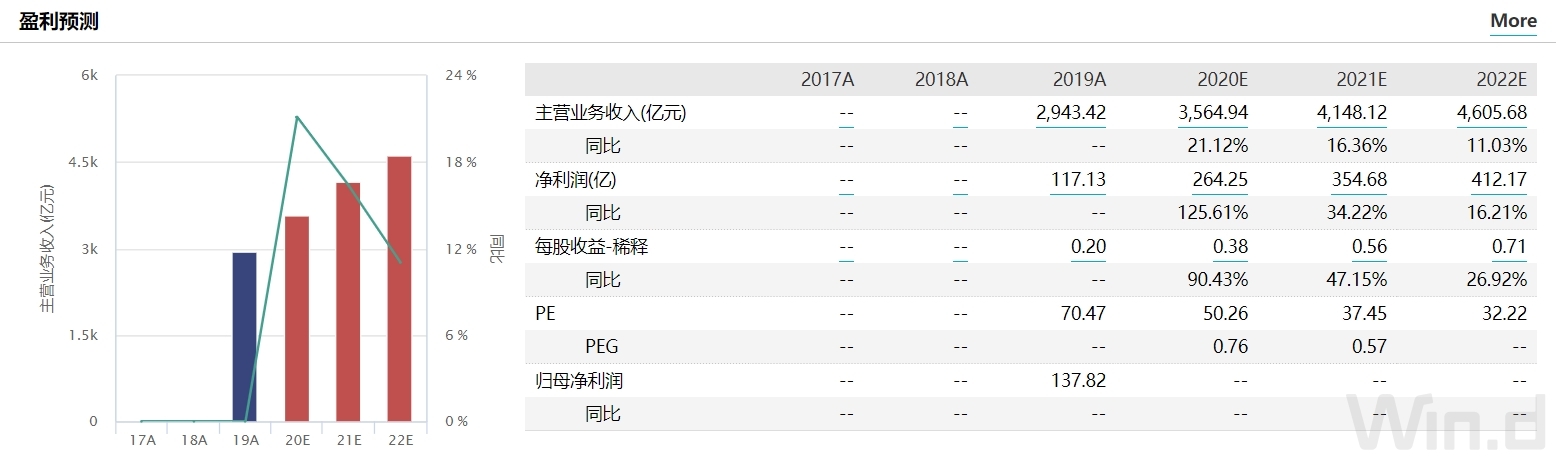 盈利预测 More
6k 24 %
4.5k 18 %
3k 12 %
1.5k 6 %
0 0 %
主营业务收入(亿元)
同比
17A 18A 19A 20E 21E 22E
2017A 2018A 2019A 2020E 2021E 2022E
主营业务收入(亿元) -- -- 2,943.42 3,564.94 4,148.12 4,605.68
同比 -- -- -- 21.12% 16.36% 11.03%
净利润(亿) -- -- 117.13 264.25 354.68 412.17
同比 -- -- -- 125.61% 34.22% 16.21%
每股收益-稀释 -- -- 0.20 0.38 0.56 0.71
同比 -- -- -- 90.43% 47.15% 26.92%
PE -- -- 70.47 50.26 37.45 32.22
PEG -- -- -- 0.76 0.57 --
归母净利润 -- -- 137.82 -- -- --
同比 -- -- -- -- -- --
Win.d